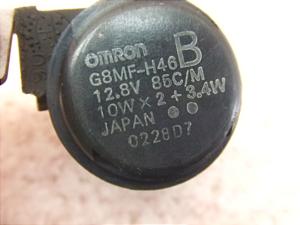 omron B
G8MF-H46
12.8V 85C/M
10W×2+3.4W
JAPAN
0228D7